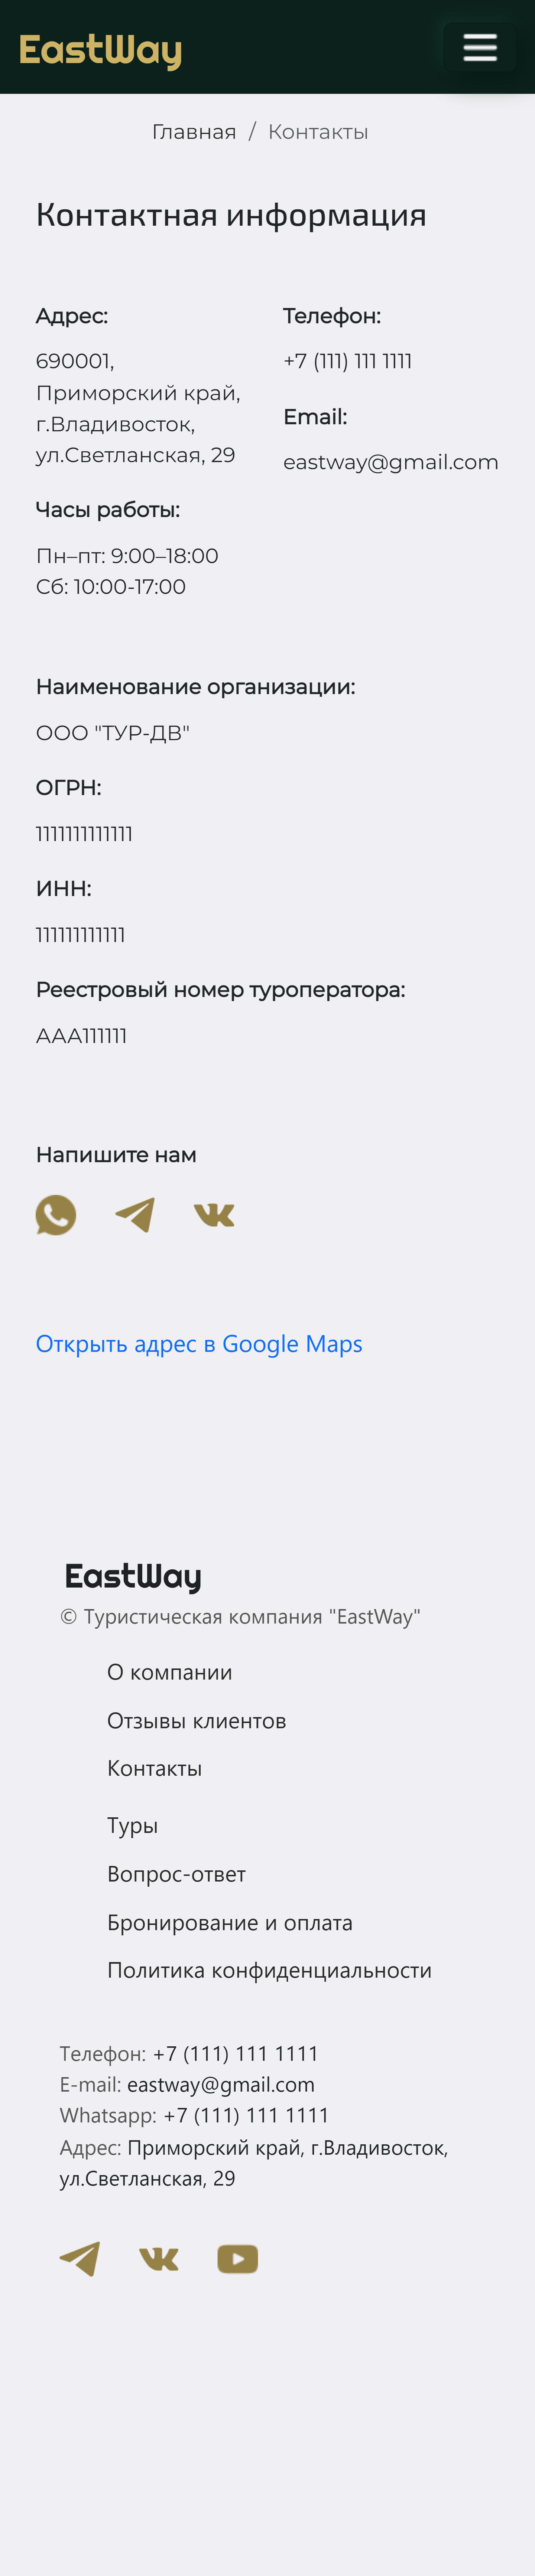 EastWay
Главная / Контакты
Контактная информация
Адрес:
690001,
Приморский край,
г.Владивосток,
ул.Светланская, 29
Часы работы:
Пн–пт: 9:00–18:00
Сб: 10:00-17:00
Телефон:
+7 (111) 111 1111
Email:
eastway@gmail.com
Наименование организации:
ООО "ТУР-ДВ"
ОГРН:
1111111111111
ИНН:
111111111111
Реестровый номер туроператора:
ААА111111
Напишите нам
Открыть адрес в Google Maps
EastWay
© Туристическая компания "EastWay"
О компании
Отзывы клиентов
Контакты
Туры
Вопрос-ответ
Бронирование и оплата
Политика конфиденциальности
Телефон: +7 (111) 111 1111
E-mail: eastway@gmail.com
Whatsapp: +7 (111) 111 1111
Адрес: Приморский край, г.Владивосток,
ул.Светланская, 29